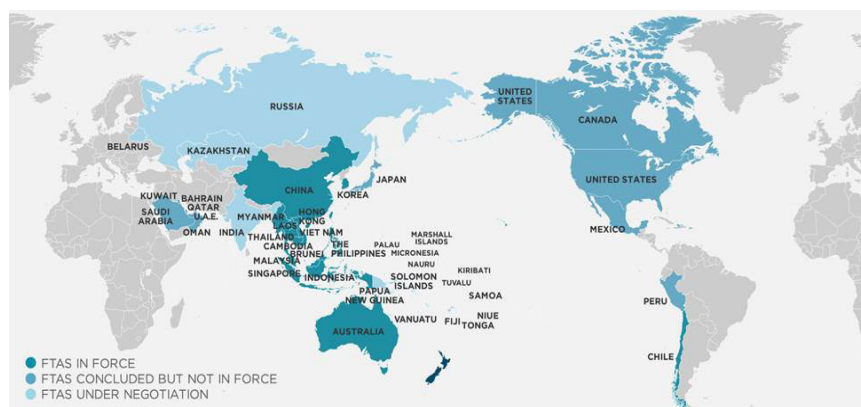 RUSSIA
BELARUS
KAZAKHSTAN
CHINA
KOREA
JAPAN
KUWAIT
BAHRAIN
QATAR
U.A.E.
SAUDI
ARABIA
OMAN
INDIA
MYANMAR
HONG
KONG
LAOS
THAILAND
VIET NAM
CAMBODIA
THE
PHILIPPINES
BRUNEI
MALAYSIA
SINGAPORE
INDONESIA
PALAU
MARSHALL
ISLANDS
MICRONESIA
NAURU
KIRIBATI
SOLOMON
ISLANDS
TUVALU
PAPUA
NEW GUINEA
SAMOA
VANUATU
FIJI
NIUE
TONGA
AUSTRALIA
UNITED
STATES
CANADA
UNITED STATES
MEXICO
PERU
CHILE
FTAS IN FORCE
FTAS CONCLUDED BUT NOT IN FORCE
FTAS UNDER NEGOTIATION